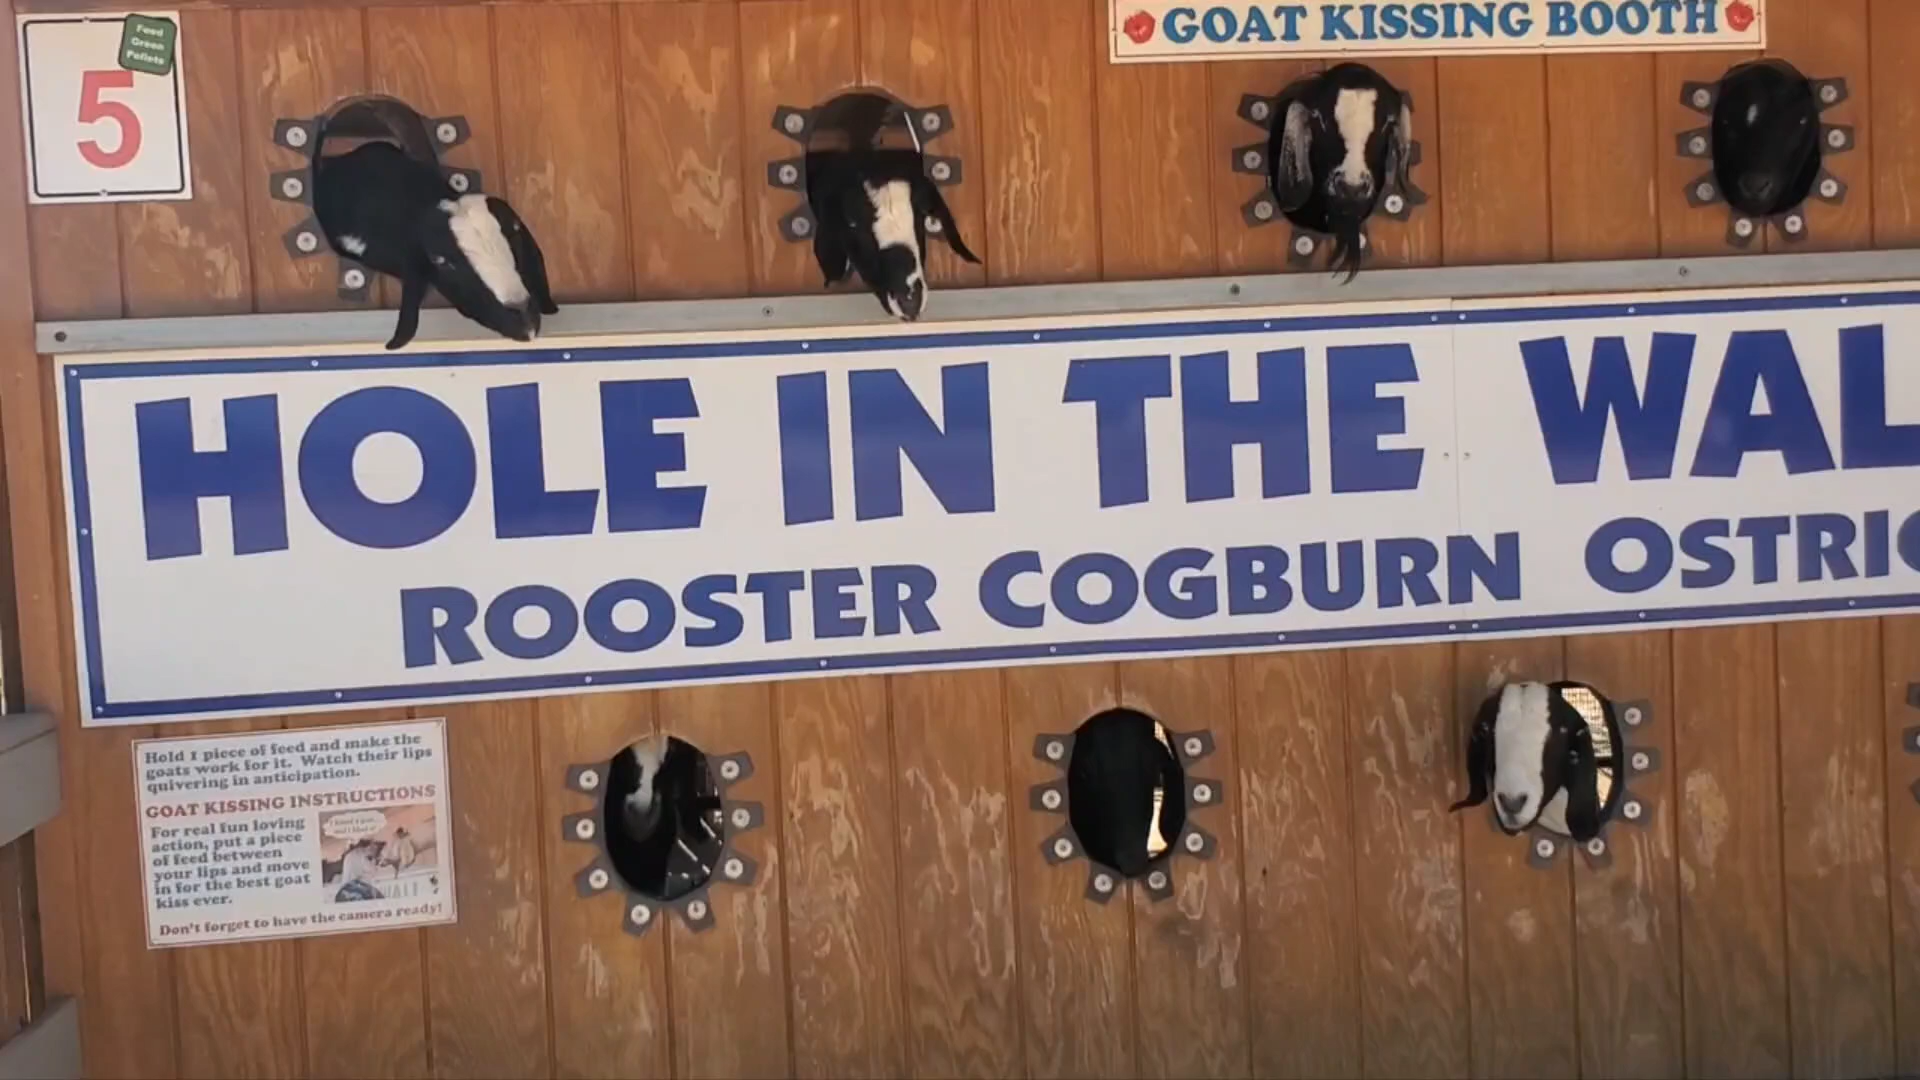 GOAT KISSING BOOTH
Feed
Green
Pellets
5
HOLE IN THE WAL
ROOSTER COGBURN OSTRIC
Hold 1 piece of feed and make the
goats work for it. Watch their lips
quivering in anticipation.
GOAT KISSING INSTRUCTIONS
For real fun loving
action, put a piece
of feed between
your lips and move
in for the best goat
kiss ever.
Don't forget to have the camera ready!